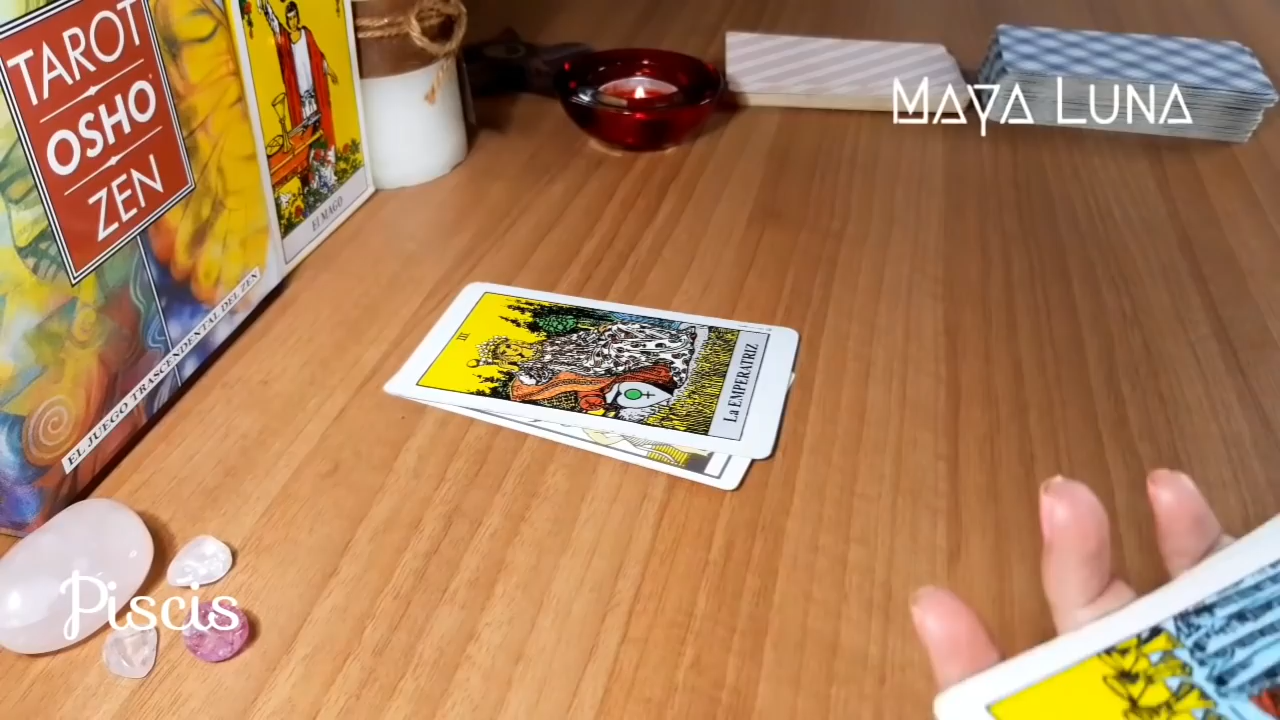 TAROT
OSHO
ZEN
EL JUEGO TRASCENDENTAL DEL ZEN
El MAGO
MAYA LUNA
III
La EMPERATRIZ
Piscis